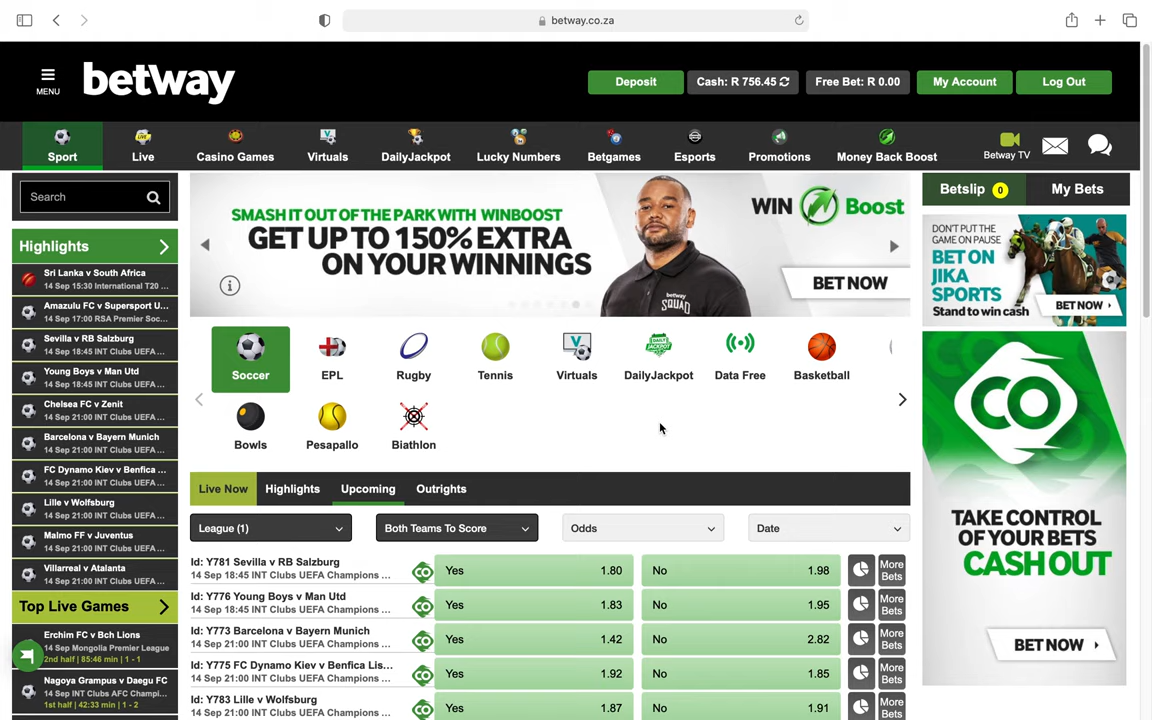 betway.co.za
MENU
betway
Deposit
Cash: R 756.45
Free Bet: R 0.00
My Account
Log Out
Sport
Live
Casino Games
Virtuals
DailyJackpot
Lucky Numbers
Betgames
Esports
Promotions
Money Back Boost
Betway TV
Search
Highlights
Sri Lanka v South Africa
14 Sep 15:30 International T20 ...
Amazulu FC v Supersport U...
14 Sep 17:00 RSA Premier Soc...
Sevilla v RB Salzburg
14 Sep 18:45 INT Clubs UEFA ...
Young Boys v Man Utd
14 Sep 18:45 INT Clubs UEFA ...
Chelsea FC v Zenit
14 Sep 21:00 INT Clubs UEFA ...
Barcelona v Bayern Munich
14 Sep 21:00 INT Clubs UEFA ...
FC Dynamo Kiev v Benfica ...
14 Sep 21:00 INT Clubs UEFA ...
Lille v Wolfsburg
14 Sep 21:00 INT Clubs UEFA ...
Malmo FF v Juventus
14 Sep 21:00 INT Clubs UEFA ...
Villarreal v Atalanta
14 Sep 21:00 INT Clubs UEFA ...
Top Live Games
Erchim FC v Bch Lions
14 Sep Mongolia Premier League
2nd half | 85:46 min | 1 - 1
Nagoya Grampus v Daegu FC
14 Sep INT Clubs AFC Champi...
1st half | 42:33 min | 1 - 2
SMASH IT OUT OF THE PARK WITH WINBOOST
GET UP TO 150% EXTRA
ON YOUR WINNINGS
WIN Boost
BET NOW
betway
SQUAD
Soccer
EPL
Rugby
Tennis
Virtuals
DailyJackpot
Data Free
Basketball
Bowls
Pesapallo
Biathlon
Live Now
Highlights
Upcoming
Outrights
League (1)
Both Teams To Score
Odds
Date
Id: Y781 Sevilla v RB Salzburg
14 Sep 18:45 INT Clubs UEFA Champions ...
Yes 1.80
No 1.98
More Bets
Id: Y776 Young Boys v Man Utd
14 Sep 18:45 INT Clubs UEFA Champions ...
Yes 1.83
No 1.95
More Bets
Id: Y773 Barcelona v Bayern Munich
14 Sep 21:00 INT Clubs UEFA Champions ...
Yes 1.42
No 2.82
More Bets
Id: Y775 FC Dynamo Kiev v Benfica Lis...
14 Sep 21:00 INT Clubs UEFA Champions ...
Yes 1.92
No 1.85
More Bets
Id: Y783 Lille v Wolfsburg
14 Sep 21:00 INT Clubs UEFA Champions ...
Yes 1.87
No 1.91
More Bets
Betslip 0
My Bets
DON'T PUT THE
GAME ON PAUSE
BET ON
JIKA
SPORTS
Stand to win cash
BET NOW
CO
TAKE CONTROL
OF YOUR BETS
CASH OUT
BET NOW